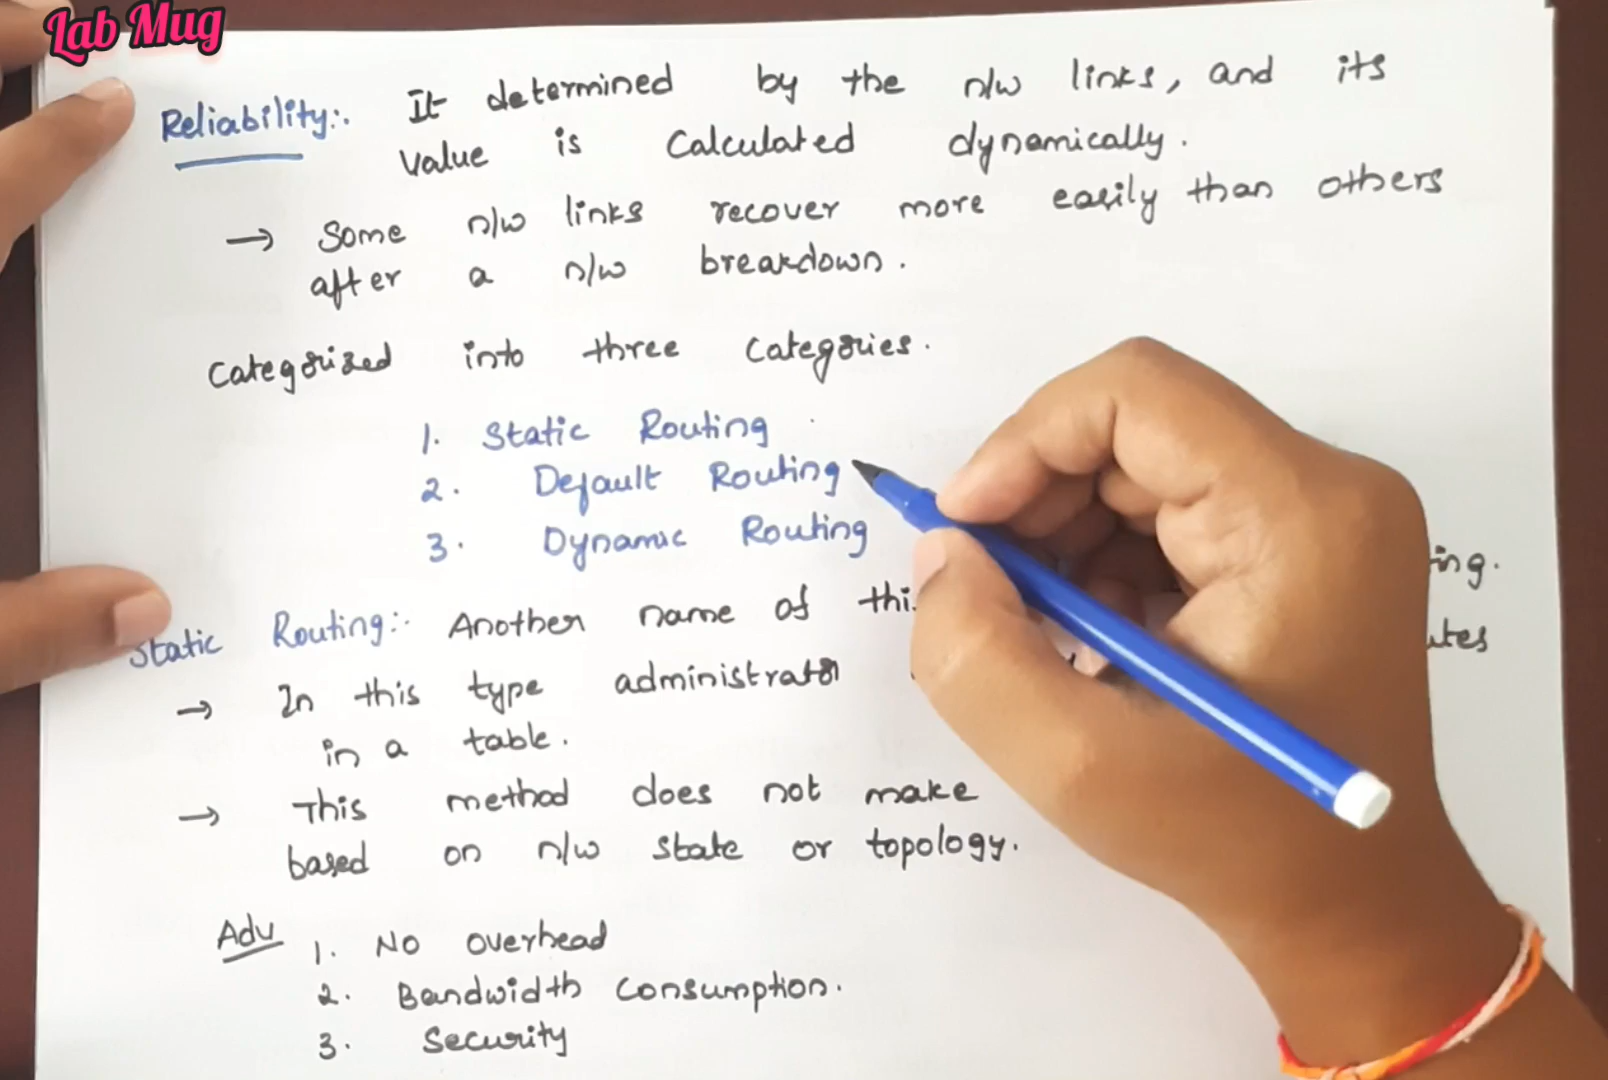 Lab Mug
Reliability:. It determined by the n/w links, and its
value is calculated dynamically.
→ Some n/w links recover more easily than others
after a n/w breakdown.
Categorized into three categories.
1. Static Routing
2. Default Routing
3. Dynamic Routing
Static Routing:. Another name of
→ In this type administrator
in a table.
→ This method does not make
based on n/w state or topology.
Adv
1. No overhead
2. Bandwidth Consumption.
3. Security